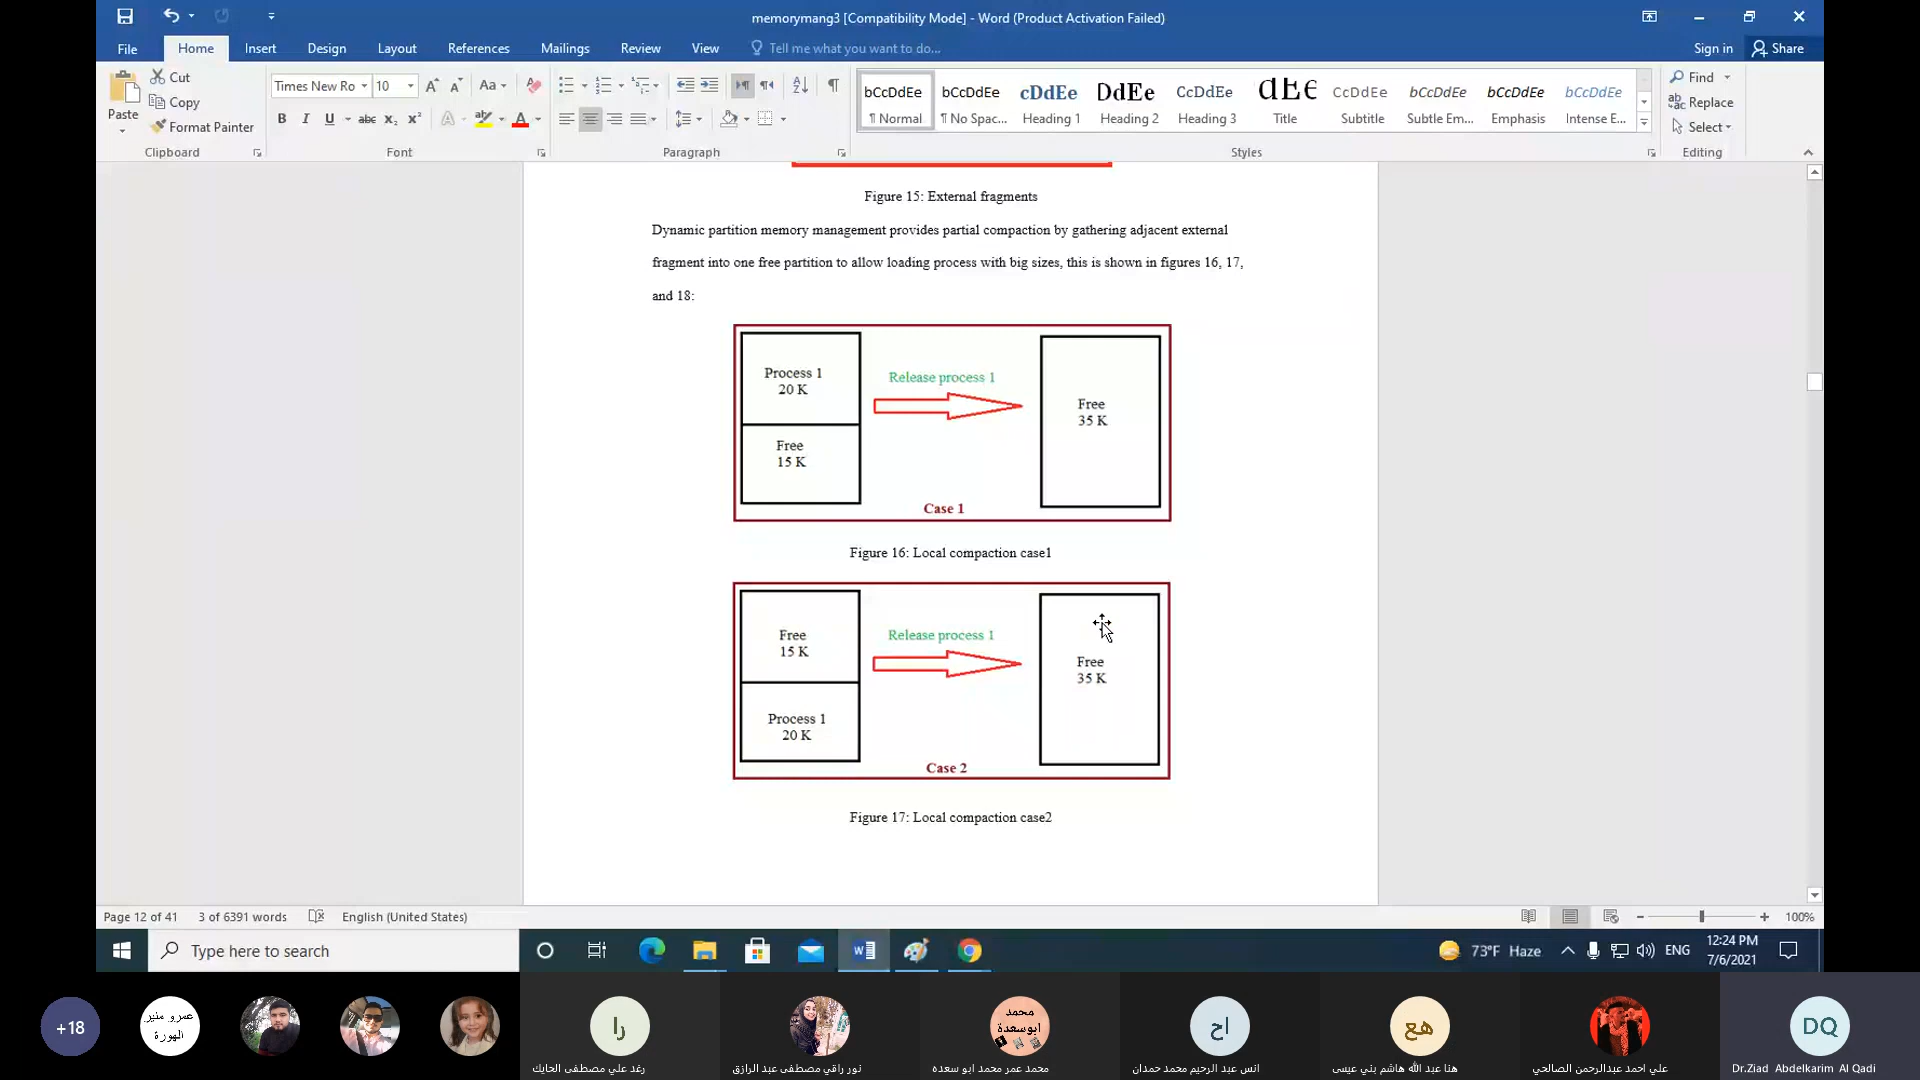 memorymang3 [Compatibility Mode] - Word (Product Activation Failed)
File Home Insert Design Layout References Mailings Review View Tell me what you want to do... Sign in Share
Paste
Cut
Copy
Format Painter
Times New Ro 10
Aa
B I U abc x₂ x²
bCcDdEe bCcDdEe cDdEe DdEe CcDdEe dEe CcDdEe bCcDdEe bCcDdEe bCcDdEe
¶ Normal ¶ No Spac... Heading 1 Heading 2 Heading 3 Title Subtitle Subtle Em... Emphasis Intense E...
Find
Replace
Select
Clipboard Font Paragraph Styles Editing
Figure 15: External fragments
Dynamic partition memory management provides partial compaction by gathering adjacent external
fragment into one free partition to allow loading process with big sizes, this is shown in figures 16, 17,
and 18:
Process 1
20 K
Free
15 K
Release process 1
Free
35 K
Case 1
Figure 16: Local compaction case1
Free
15 K
Process 1
20 K
Release process 1
Free
35 K
Case 2
Figure 17: Local compaction case2
Page 12 of 41 3 of 6391 words English (United States) 100%
Type here to search
73°F Haze
ENG
12:24 PM
7/6/2021
+18
عمرو منير
الهورة
را
محمد
ابوسعدة
اح
هع
DQ
رغد علي مصطفى الحايك
نور راقي مصطفى عبد الرازق
محمد عمر محمد ابو سعده
انس عبد الرحيم محمد حمدان
هنا عبد الله هاشم بني عيسى
علي احمد عبدالرحمن الصالحي
Dr.Ziad Abdelkarim Al Qadi